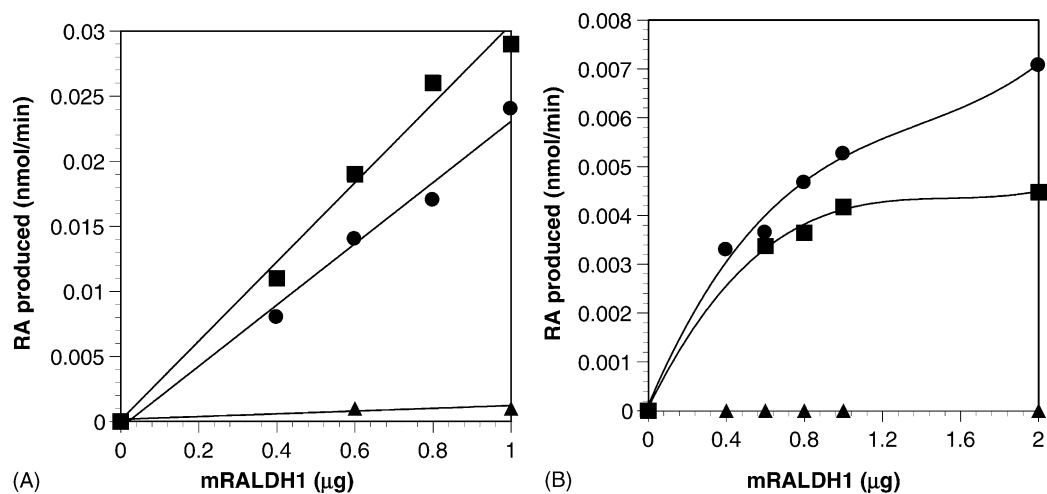 0.03
0.025
0.02
0.015
0.01
0.005
0
RA produced (nmol/min)
0 0.2 0.4 0.6 0.8 1
(A) mRALDH1 (μg)
0.008
0.007
0.006
0.005
0.004
0.003
0.002
0.001
0
RA produced (nmol/min)
0 0.4 0.8 1.2 1.6 2
(B) mRALDH1 (μg)